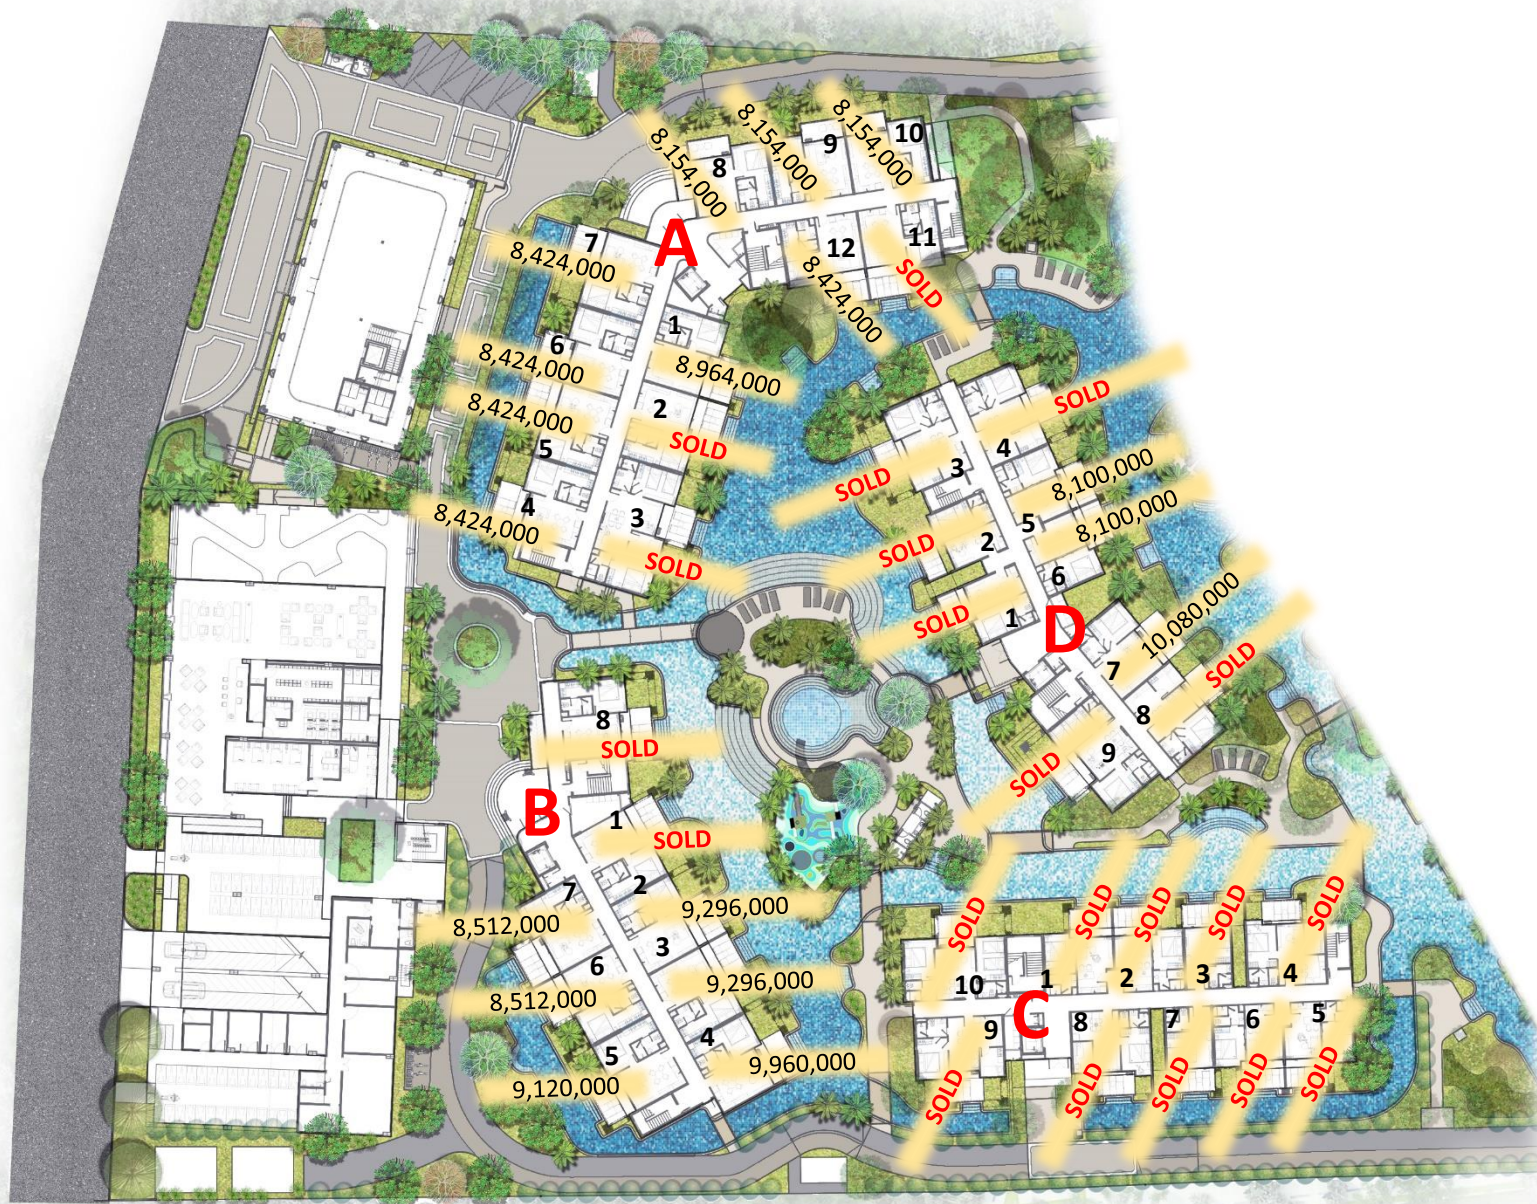 8
8,154,000
8,154,000
9
8,154,000
10
A
7
8,424,000
12
8,424,000
11
SOLD
1
8,964,000
6
8,424,000
2
SOLD
5
8,424,000
4
8,424,000
3
SOLD
SOLD
4
SOLD
3
8,100,000
5
8,100,000
SOLD
2
6
SOLD
1
D
7
10,080,000
8
SOLD
9
SOLD
8
SOLD
B
1
SOLD
2
9,296,000
7
8,512,000
3
9,296,000
6
8,512,000
4
9,960,000
5
9,120,000
SOLD
SOLD
SOLD
SOLD
SOLD
10
1
2
3
4
C
9
8
7
6
5
SOLD
SOLD
SOLD
SOLD
SOLD